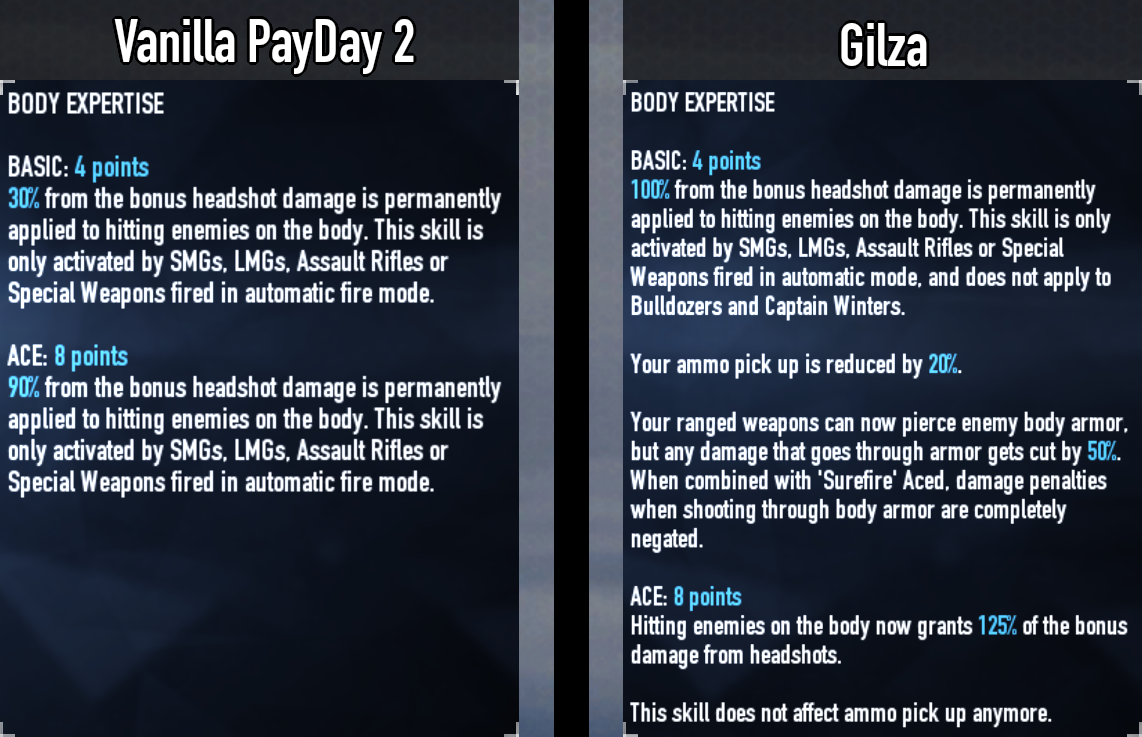 Vanilla PayDay 2
BODY EXPERTISE
BASIC: 4 points
30% from the bonus headshot damage is permanently
applied to hitting enemies on the body. This skill is
only activated by SMGs, LMGs, Assault Rifles or
Special Weapons fired in automatic fire mode.
ACE: 8 points
90% from the bonus headshot damage is permanently
applied to hitting enemies on the body. This skill is
only activated by SMGs, LMGs, Assault Rifles or
Special Weapons fired in automatic fire mode.
Gilza
BODY EXPERTISE
BASIC: 4 points
100% from the bonus headshot damage is permanently
applied to hitting enemies on the body. This skill is only
activated by SMGs, LMGs, Assault Rifles or Special
Weapons fired in automatic mode, and does not apply to
Bulldozers and Captain Winters.
Your ammo pick up is reduced by 20%.
Your ranged weapons can now pierce enemy body armor,
but any damage that goes through armor gets cut by 50%.
When combined with 'Surefire' Aced, damage penalties
when shooting through body armor are completely
negated.
ACE: 8 points
Hitting enemies on the body now grants 125% of the bonus
damage from headshots.
This skill does not affect ammo pick up anymore.